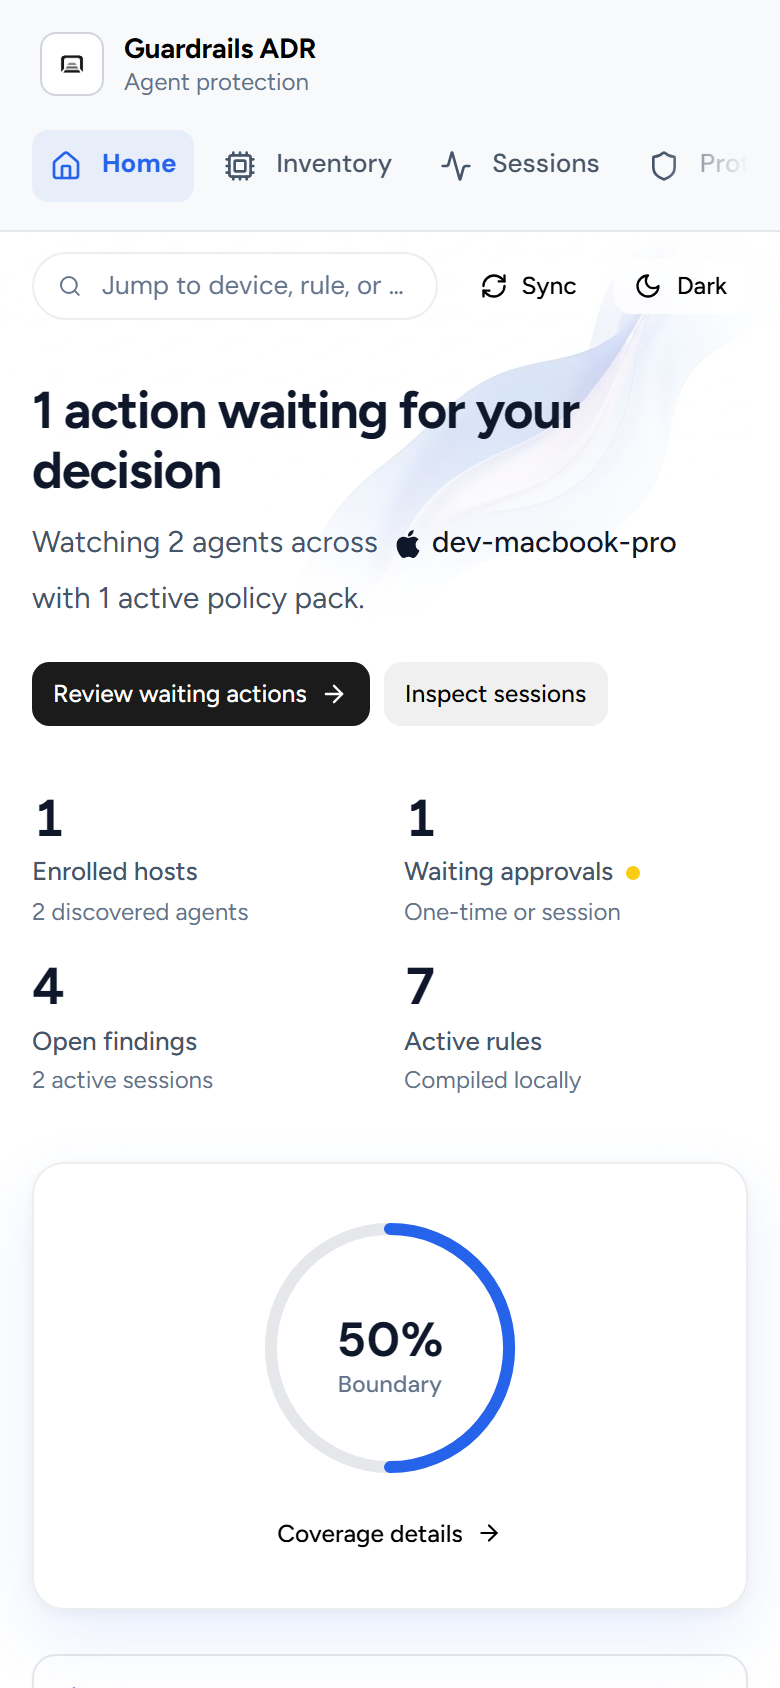 Guardrails ADR
Agent protection
Home
Inventory
Sessions
Jump to device, rule, or ...
Sync
Dark
1 action waiting for your
decision
Watching 2 agents across dev-macbook-pro
with 1 active policy pack.
Review waiting actions
Inspect sessions
1
Enrolled hosts
2 discovered agents
1
Waiting approvals
One-time or session
4
Open findings
2 active sessions
7
Active rules
Compiled locally
50%
Boundary
Coverage details